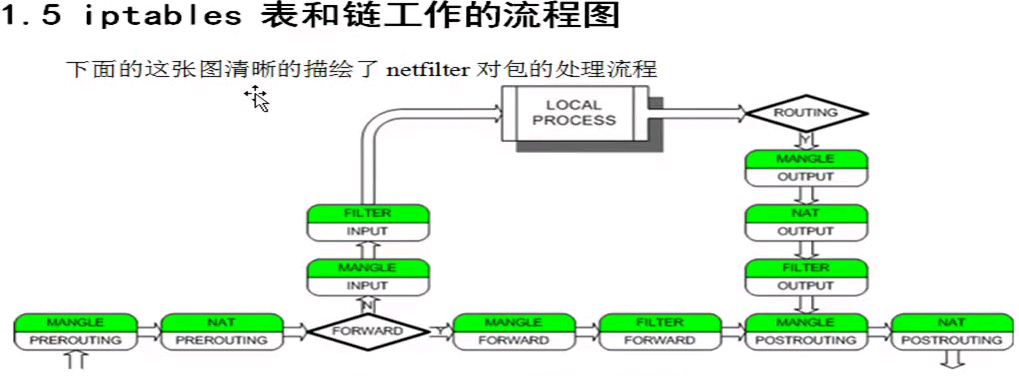 1.5 iptables 表和链工作的流程图
下面的这张图清晰的描绘了 netfilter 对包的处理流程
LOCAL
PROCESS
ROUTING
Y
MANGLE
OUTPUT
NAT
OUTPUT
FILTER
OUTPUT
FILTER
INPUT
MANGLE
INPUT
N
MANGLE
PREROUTING
NAT
PREROUTING
FORWARD
Y
MANGLE
FORWARD
FILTER
FORWARD
MANGLE
POSTROUTING
NAT
POSTROUTING